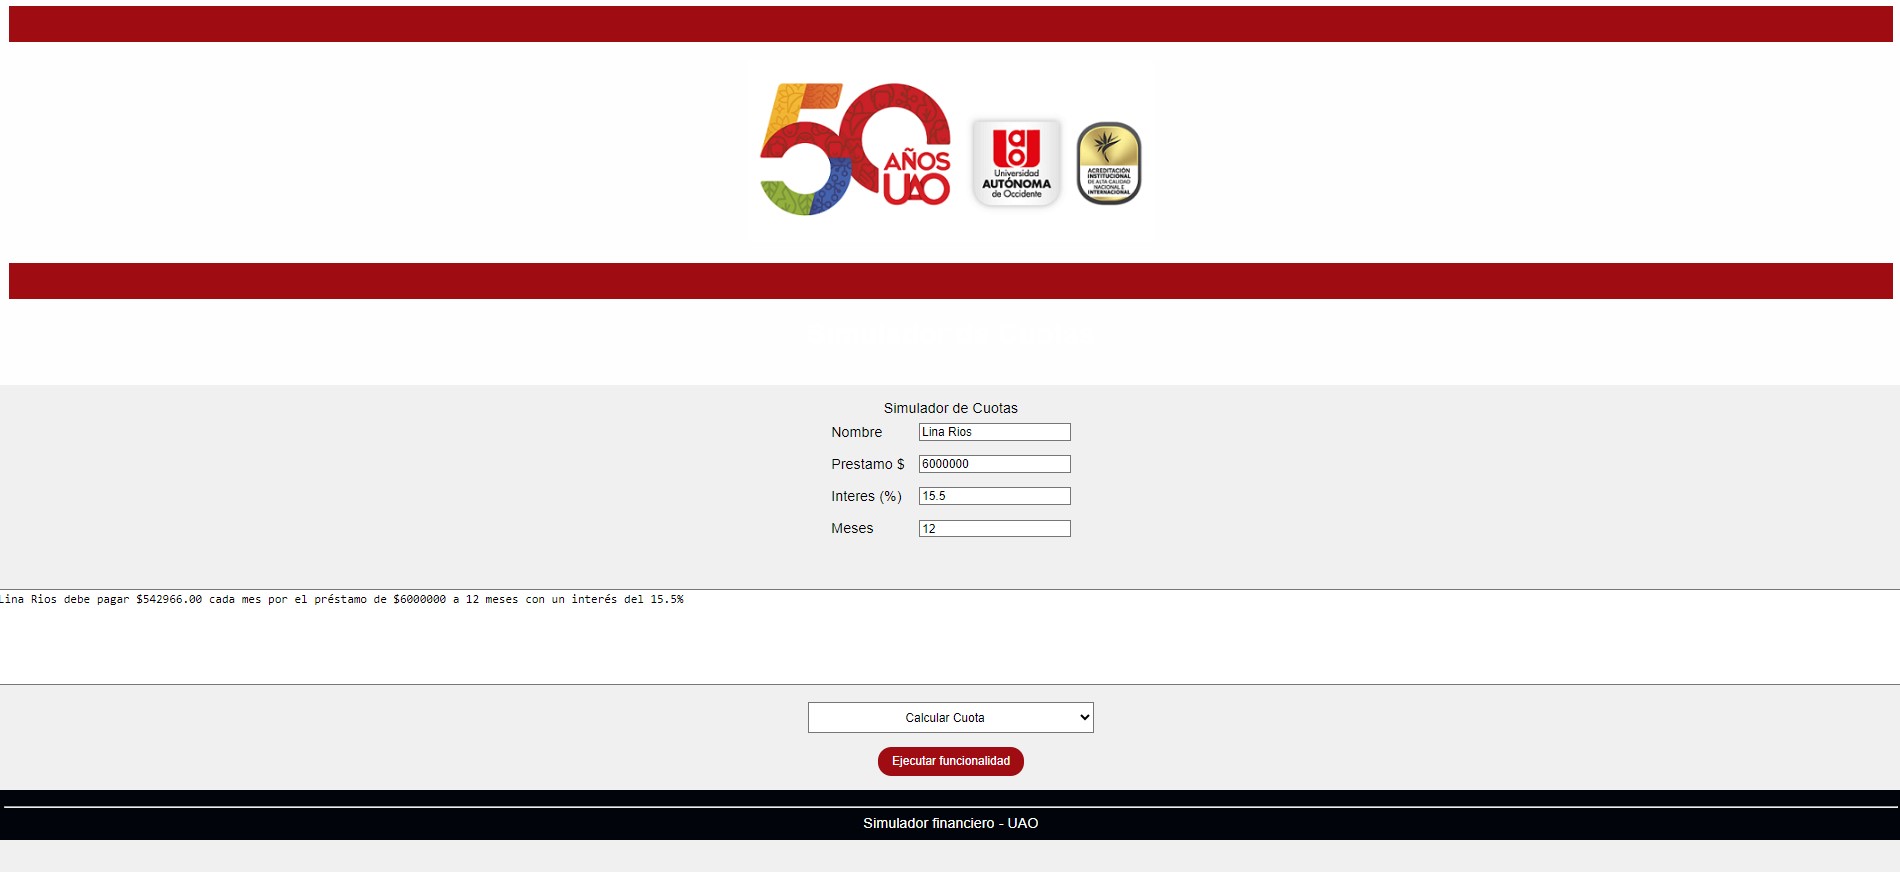 50
AÑOS
UAO
uao
Universidad
AUTÓNOMA
de Occidente
ACREDITACIÓN
INSTITUCIONAL
DE ALTA CALIDAD
NACIONAL E
INTERNACIONAL
Simulador de Cuotas
Nombre Lina Rios
Prestamo $ 6000000
Interes (%) 15.5
Meses 12
Lina Rios debe pagar $542966.00 cada mes por el préstamo de $6000000 a 12 meses con un interés del 15.5%
Calcular Cuota
Ejecutar funcionalidad
Simulador financiero - UAO